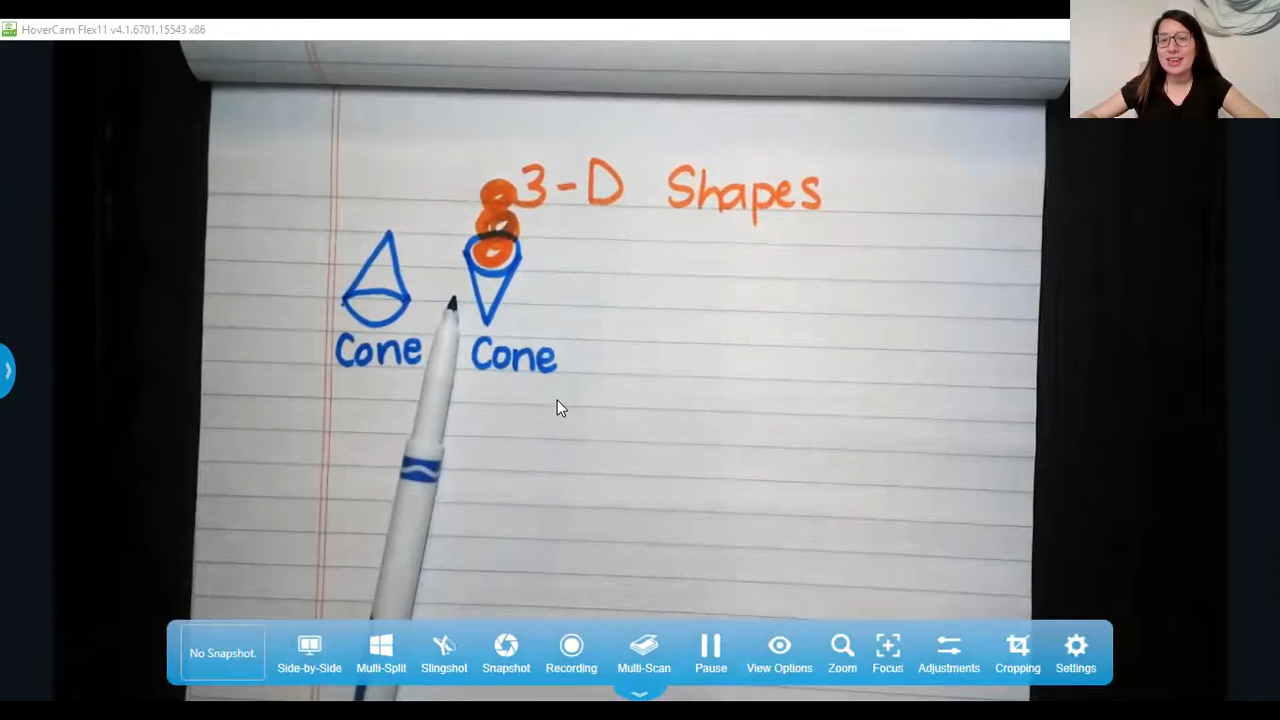 HoverCam Flex11 v4.1.6701.15543 x86
3-D Shapes
Cone Cone
No Snapshot.
Side-by-Side Multi-Split Slingshot Snapshot Recording Multi-Scan Pause View Options Zoom Focus Adjustments Cropping Settings